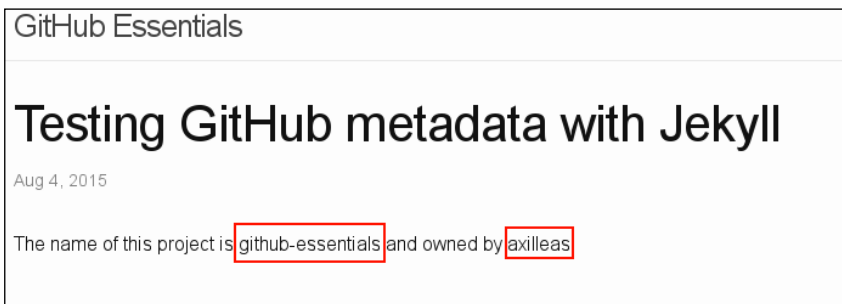 GitHub Essentials
Testing GitHub metadata with Jekyll
Aug 4, 2015
The name of this project is github-essentials and owned by axilleas